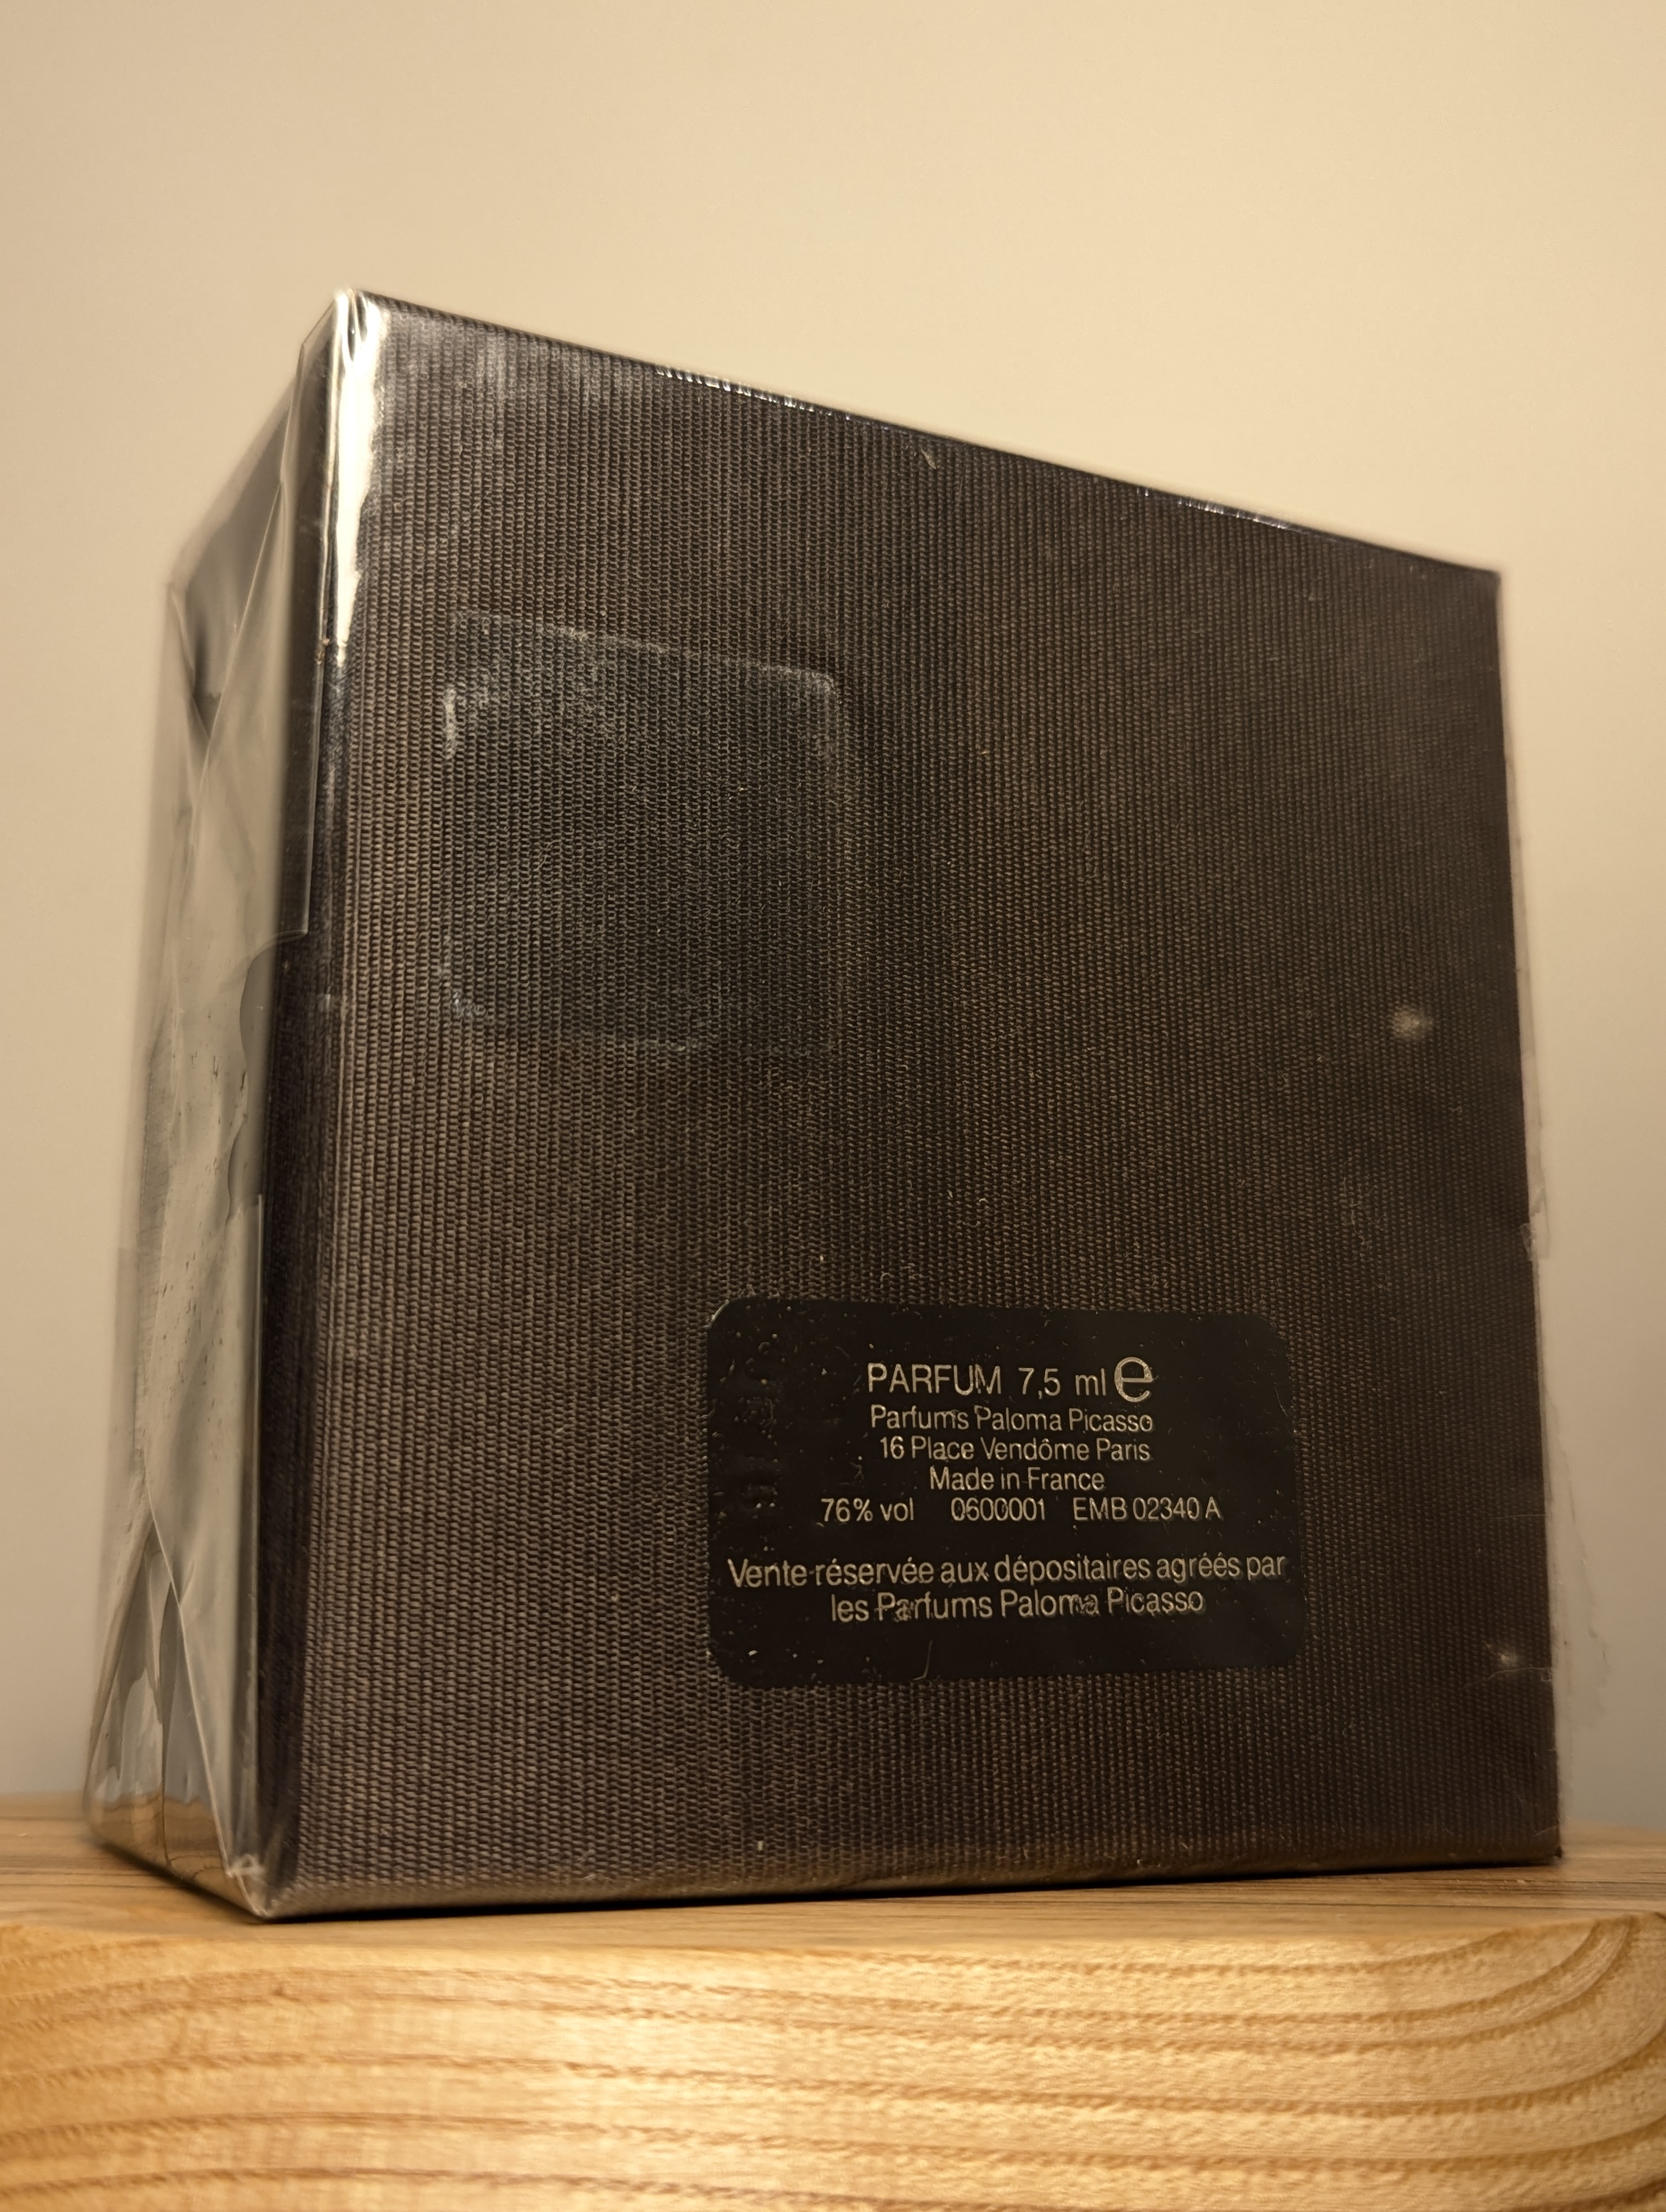 PARFUM 7,5 ml ℮
Parfums Paloma Picasso
16 Place Vendôme Paris
Made in France
76% vol 0600001 EMB 02340 A
Vente réservée aux dépositaires agréés par
les Parfums Paloma Picasso